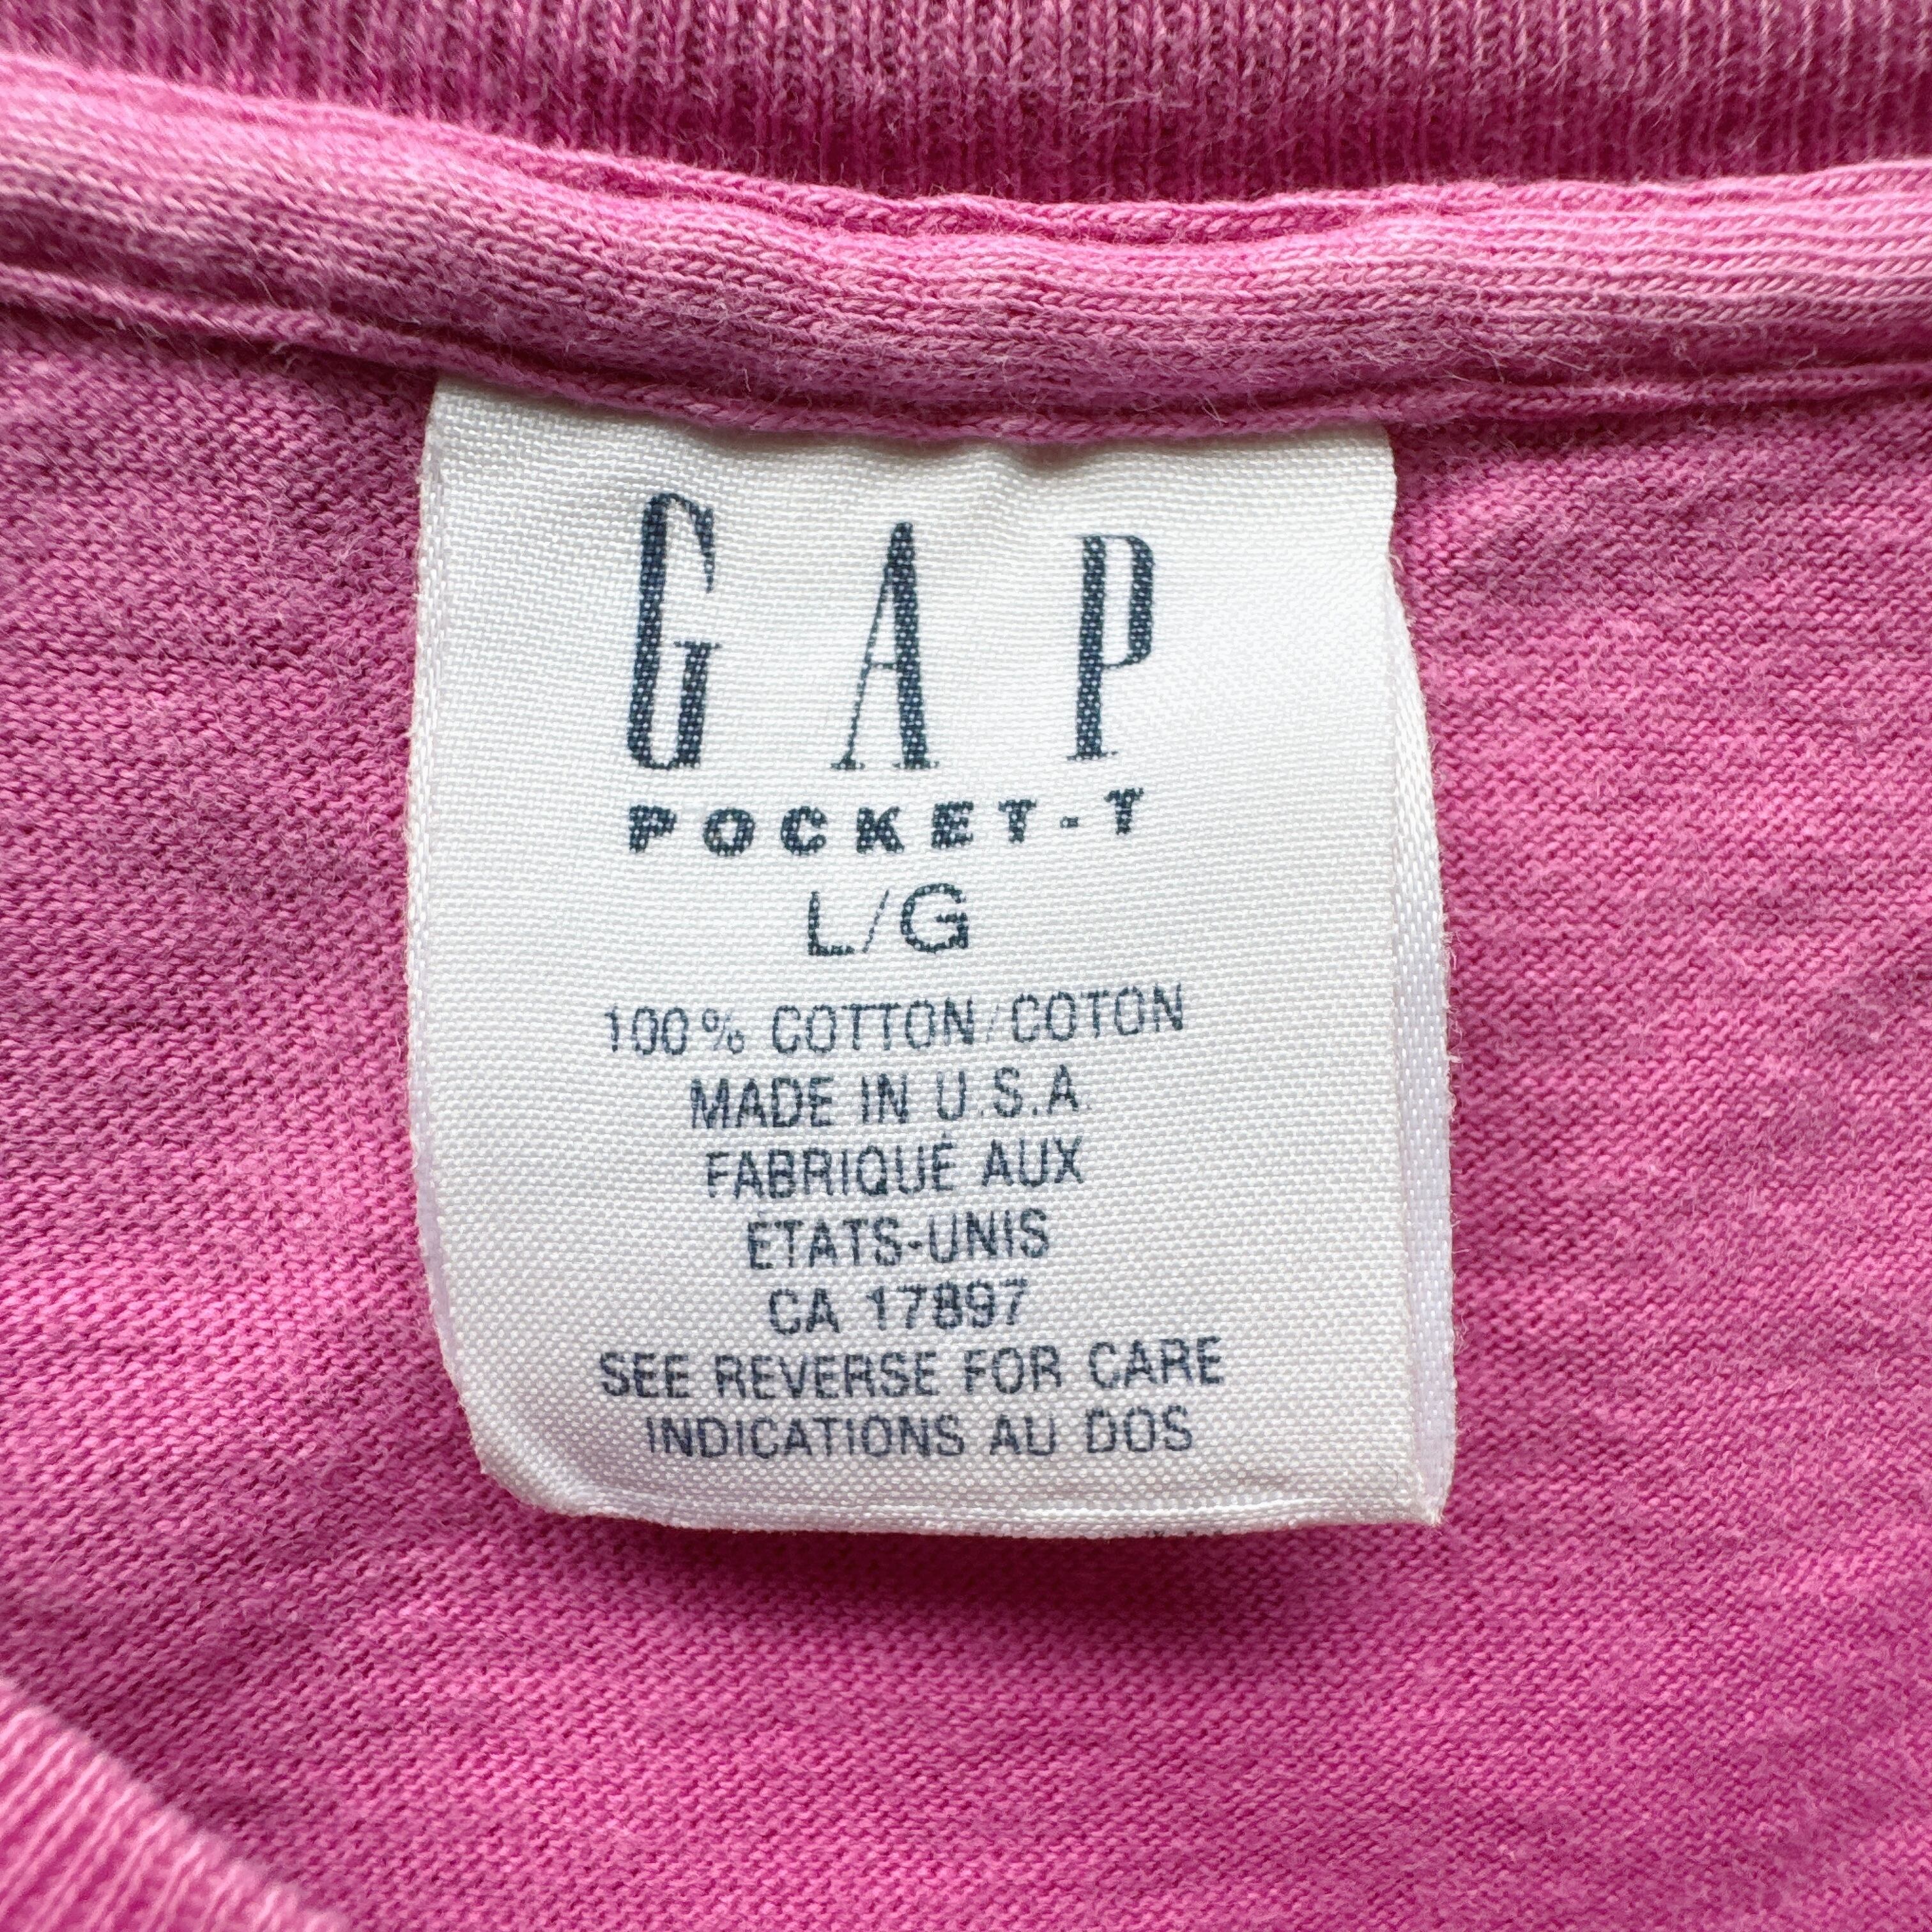 GAP
POCKET-T
L/G
100% COTTON/COTON
MADE IN U.S.A.
FABRIQUÉ AUX
ÉTATS-UNIS
CA 17897
SEE REVERSE FOR CARE
INDICATIONS AU DOS